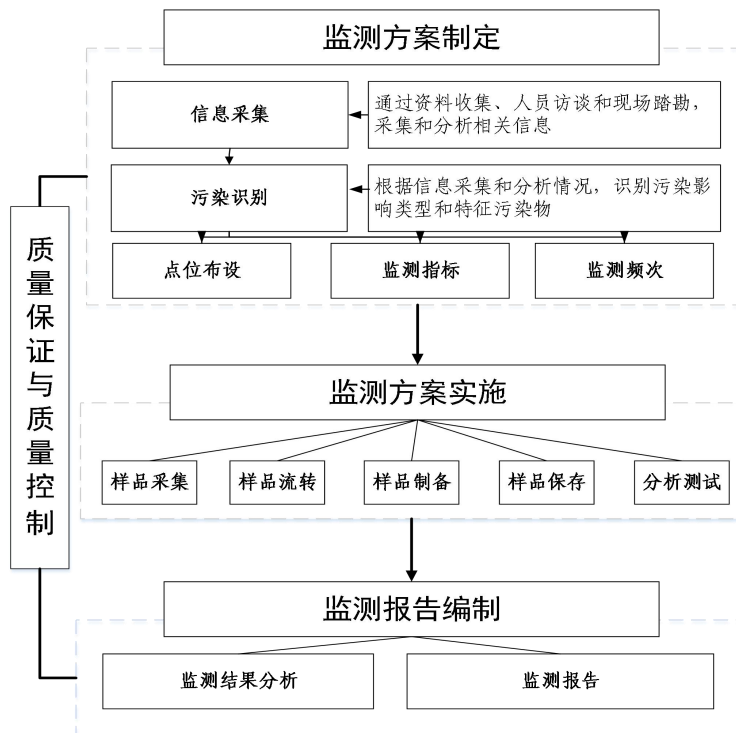 监测方案制定
信息采集
通过资料收集、人员访谈和现场踏勘，
采集和分析相关信息
污染识别
根据信息采集和分析情况，识别污染影
响类型和特征污染物
点位布设
监测指标
监测频次
质量保证与质量控制
监测方案实施
样品采集
样品流转
样品制备
样品保存
分析测试
监测报告编制
监测结果分析
监测报告